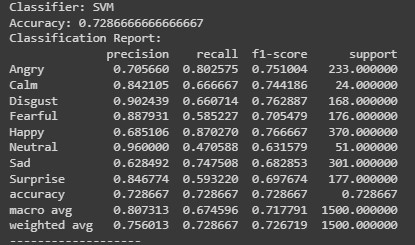 Classifier: SVM
Accuracy: 0.7286666666666667
Classification Report:
precision recall f1-score support
Angry 0.705660 0.802575 0.751004 233.000000
Calm 0.842105 0.666667 0.744186 24.000000
Disgust 0.902439 0.660714 0.762887 168.000000
Fearful 0.887931 0.585227 0.705479 176.000000
Happy 0.685106 0.870270 0.766667 370.000000
Neutral 0.960000 0.470588 0.631579 51.000000
Sad 0.628492 0.747508 0.682853 301.000000
Surprise 0.846774 0.593220 0.697674 177.000000
accuracy 0.728667 0.728667 0.728667 0.728667
macro avg 0.807313 0.674596 0.717791 1500.000000
weighted avg 0.756013 0.728667 0.726719 1500.000000
--------------------